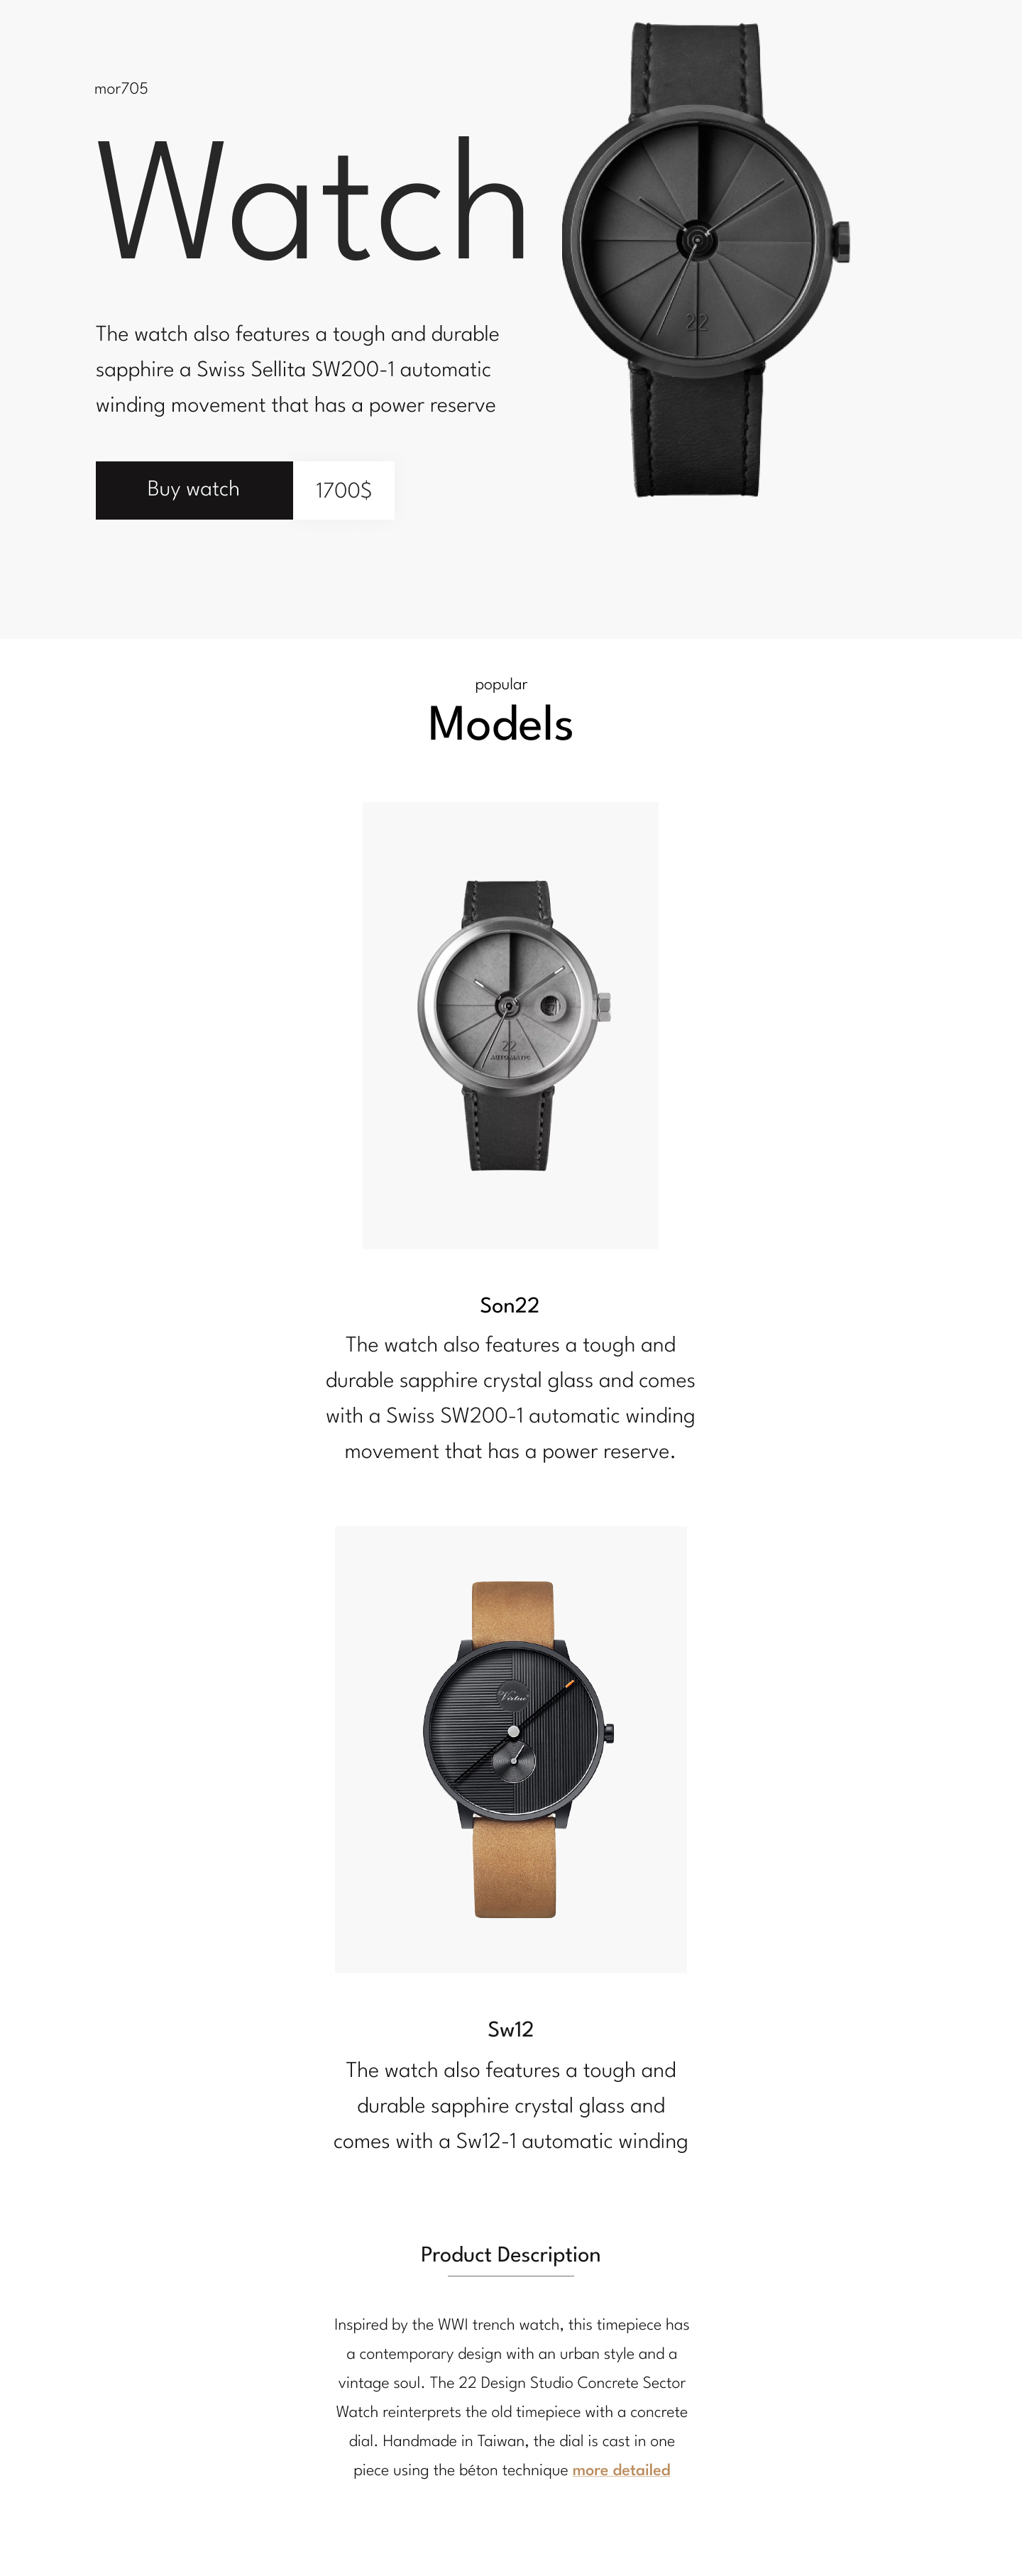 mor705
Watch
The watch also features a tough and durable
sapphire a Swiss Sellita SW200-1 automatic
winding movement that has a power reserve
Buy watch
1700$
22
popular
Models
22
AUTOMATIC
Son22
The watch also features a tough and
durable sapphire crystal glass and comes
with a Swiss SW200-1 automatic winding
movement that has a power reserve.
Virtue
Sw12
The watch also features a tough and
durable sapphire crystal glass and
comes with a Sw12-1 automatic winding
Product Description
Inspired by the WWI trench watch, this timepiece has
a contemporary design with an urban style and a
vintage soul. The 22 Design Studio Concrete Sector
Watch reinterprets the old timepiece with a concrete
dial. Handmade in Taiwan, the dial is cast in one
piece using the béton technique more detailed